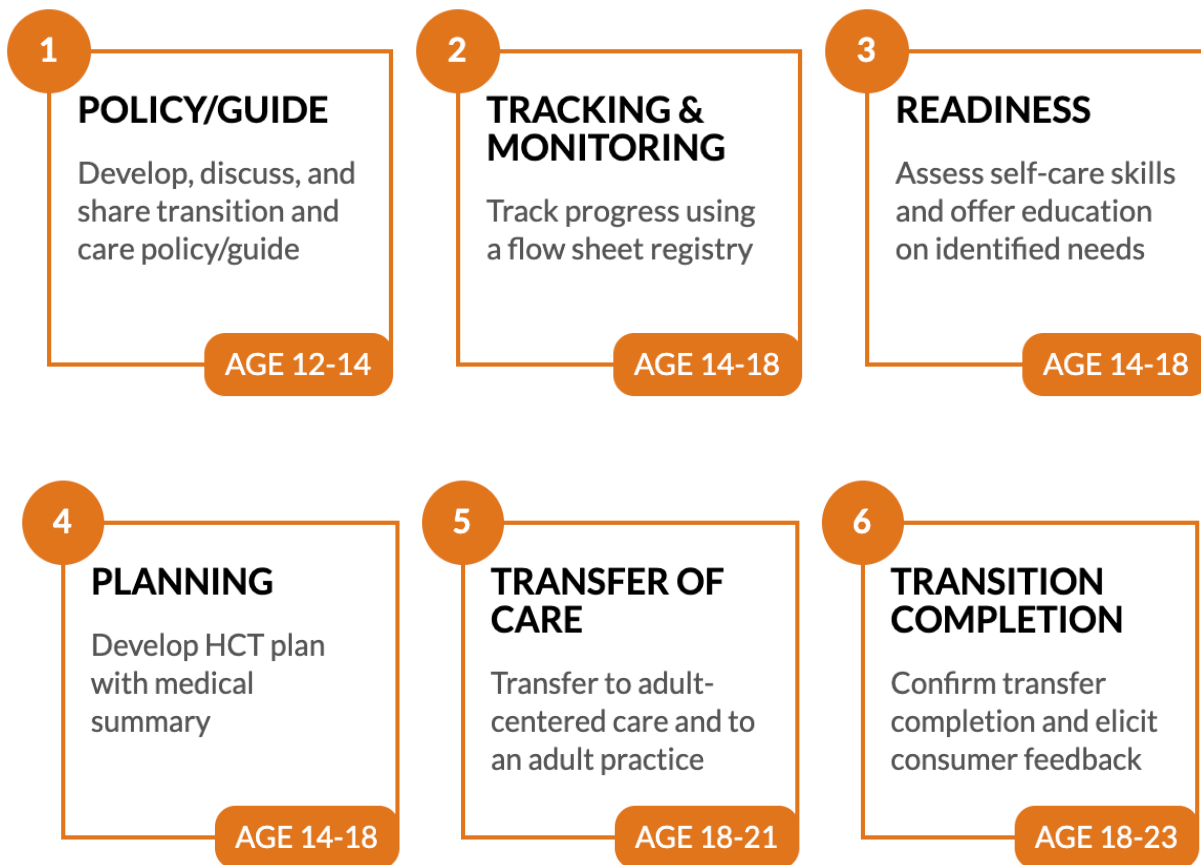 1
POLICY/GUIDE
Develop, discuss, and
share transition and
care policy/guide
AGE 12-14
2
TRACKING &
MONITORING
Track progress using
a flow sheet registry
AGE 14-18
3
READINESS
Assess self-care skills
and offer education
on identified needs
AGE 14-18
4
PLANNING
Develop HCT plan
with medical
summary
AGE 14-18
5
TRANSFER OF
CARE
Transfer to adult-
centered care and to
an adult practice
AGE 18-21
6
TRANSITION
COMPLETION
Confirm transfer
completion and elicit
consumer feedback
AGE 18-23